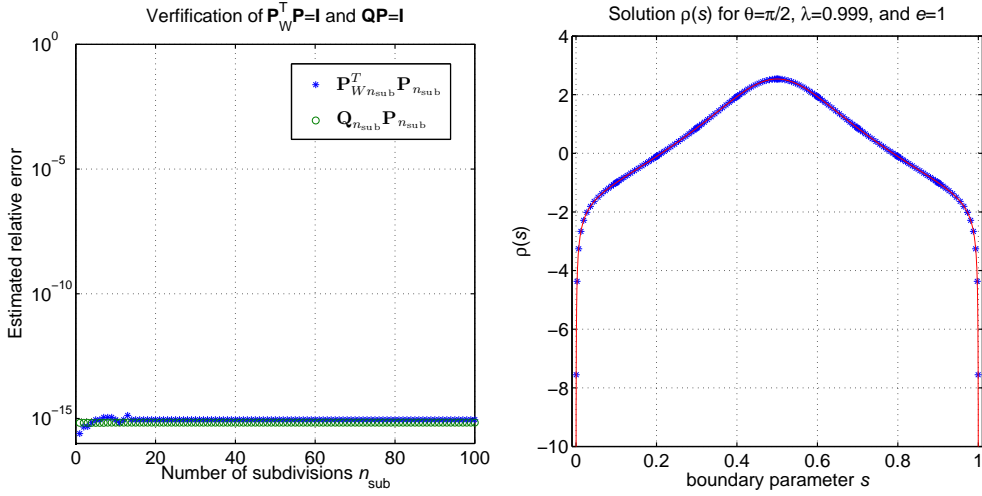 Verfification of P_W^T P=I and QP=I
10^0
10^−5
10^−10
10^−15
Estimated relative error
P^T_{Wn_sub} P_{n_sub}
Q_{n_sub} P_{n_sub}
0 20 40 60 80 100
Number of subdivisions n_sub
Solution ρ(s) for θ=π/2, λ=0.999, and e=1
4
2
0
−2
−4
−6
−8
−10
ρ(s)
0 0.2 0.4 0.6 0.8 1
boundary parameter s